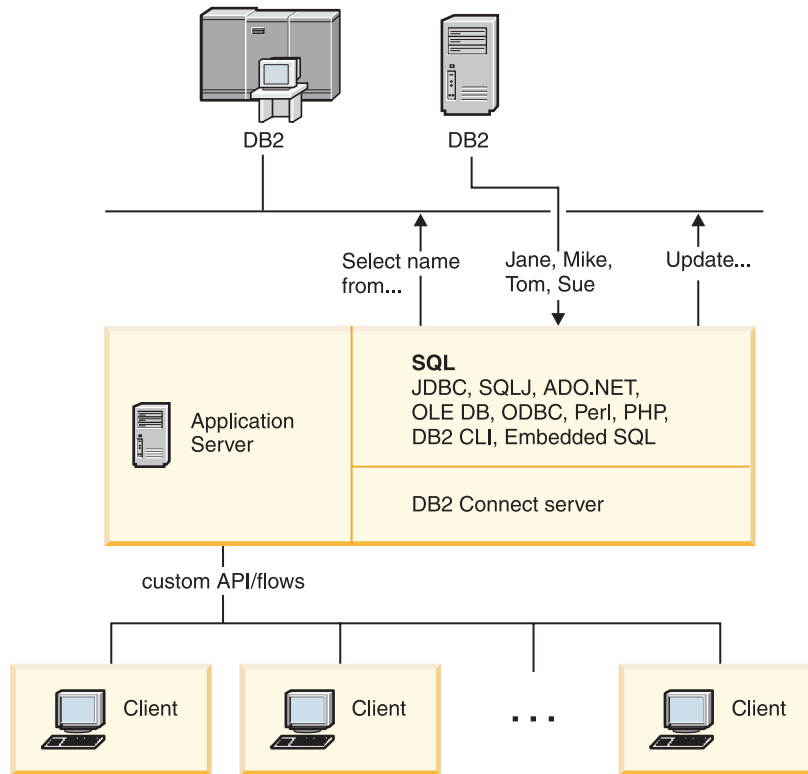 DB2
DB2
Select name
from...
Jane, Mike,
Tom, Sue
Update...
Application
Server
SQL
JDBC, SQLJ, ADO.NET,
OLE DB, ODBC, Perl, PHP,
DB2 CLI, Embedded SQL
DB2 Connect server
custom API/flows
Client
Client
. . .
Client